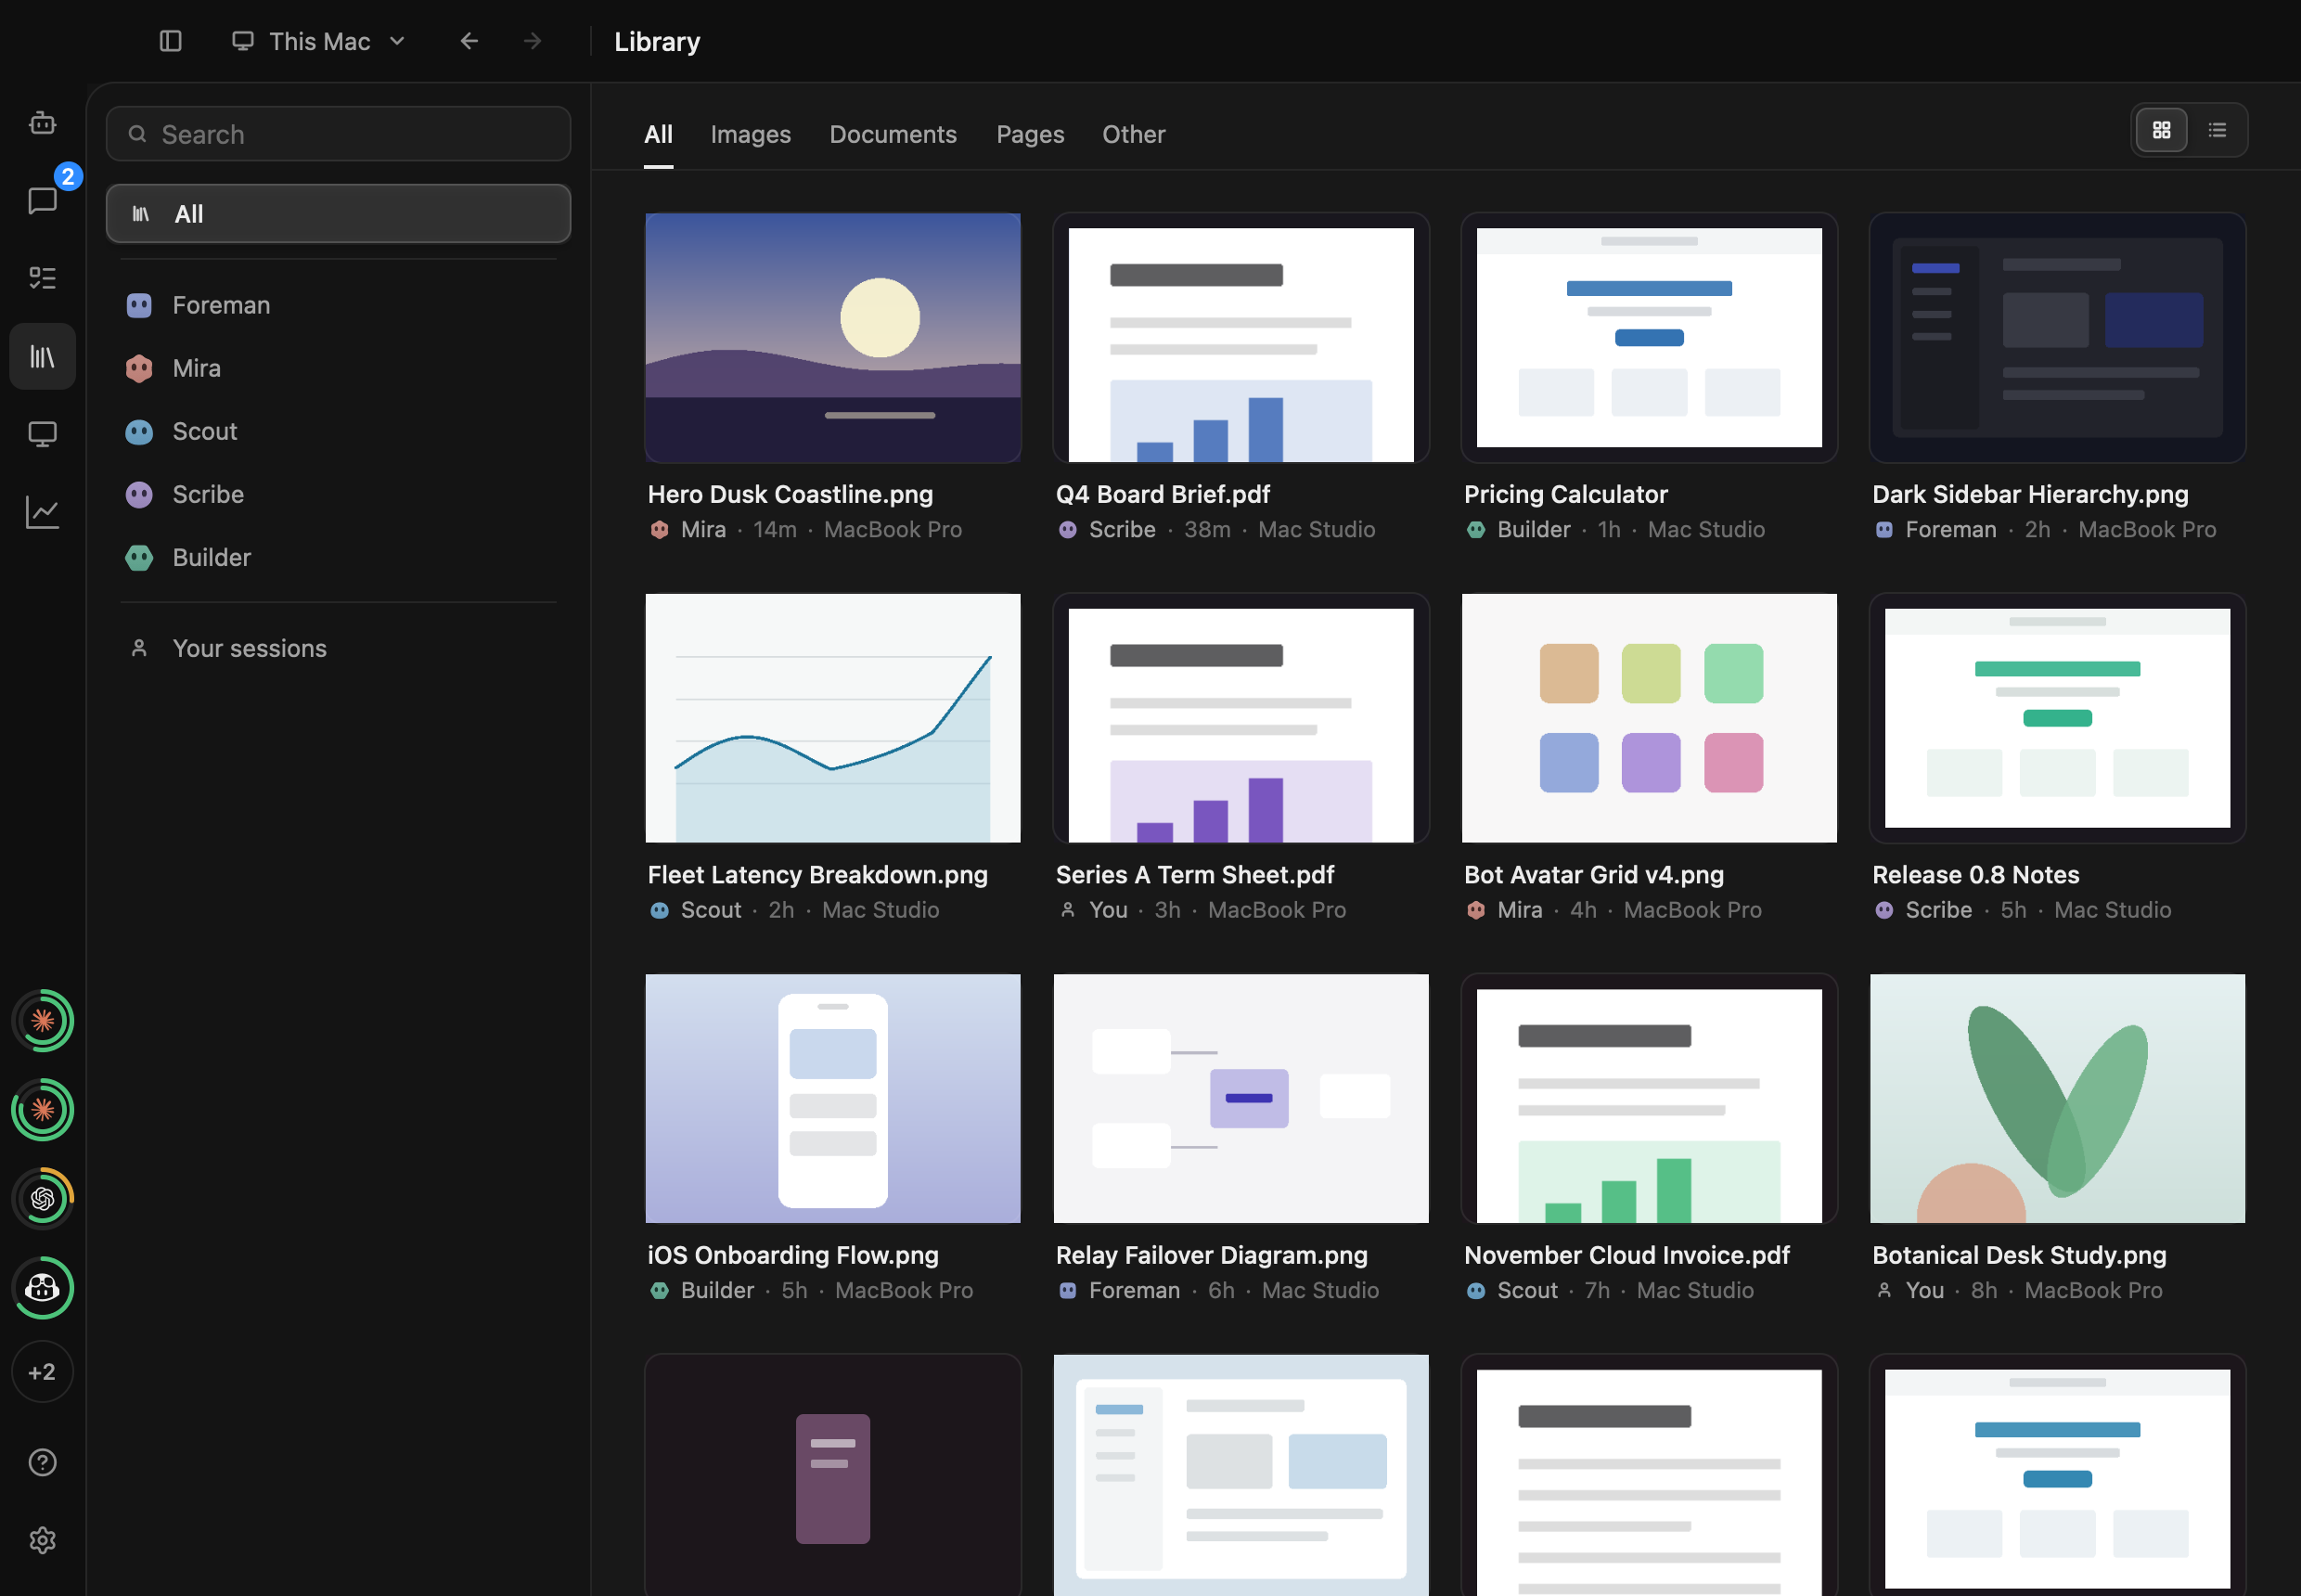 This Mac
Library
2
Search
All
Foreman
Mira
Scout
Scribe
Builder
Your sessions
All Images Documents Pages Other
Hero Dusk Coastline.png
Mira · 14m · MacBook Pro
Q4 Board Brief.pdf
Scribe · 38m · Mac Studio
Pricing Calculator
Builder · 1h · Mac Studio
Dark Sidebar Hierarchy.png
Foreman · 2h · MacBook Pro
Fleet Latency Breakdown.png
Scout · 2h · Mac Studio
Series A Term Sheet.pdf
You · 3h · MacBook Pro
Bot Avatar Grid v4.png
Mira · 4h · MacBook Pro
Release 0.8 Notes
Scribe · 5h · Mac Studio
iOS Onboarding Flow.png
Builder · 5h · MacBook Pro
Relay Failover Diagram.png
Foreman · 6h · Mac Studio
November Cloud Invoice.pdf
Scout · 7h · Mac Studio
Botanical Desk Study.png
You · 8h · MacBook Pro
+2